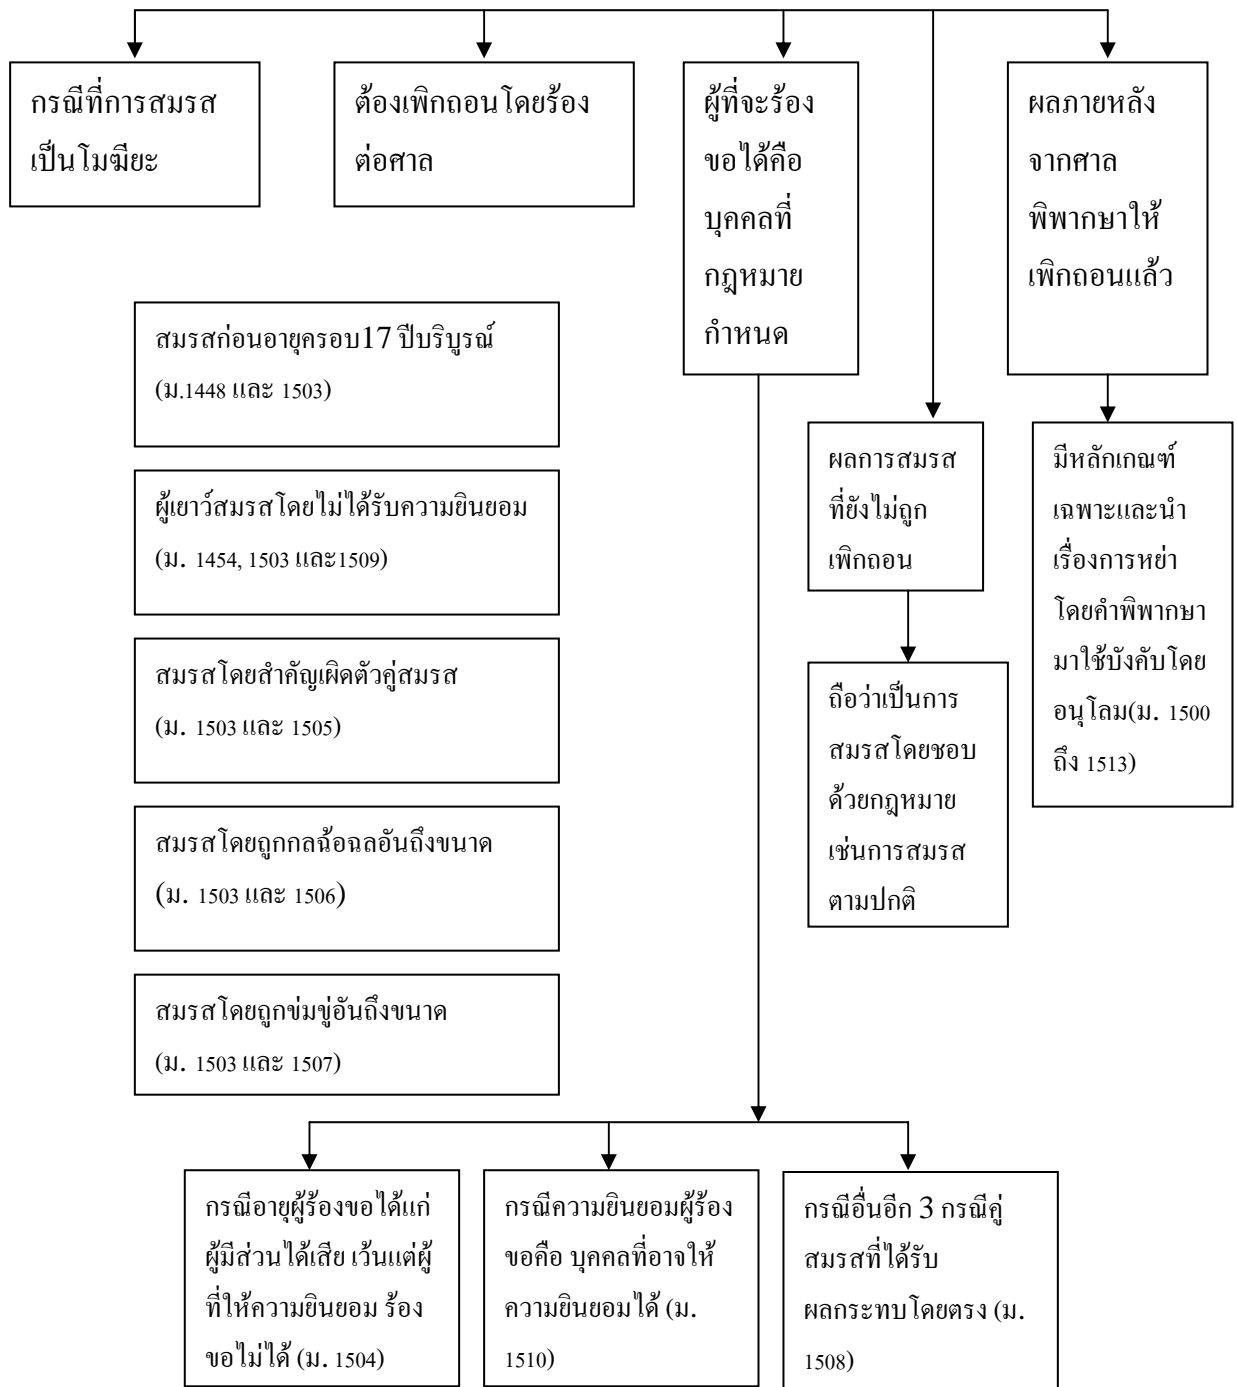 กรณีที่การสมรส
เป็นโมฆียะ
ต้องเพิกถอนโดยร้อง
ต่อศาล
ผู้ที่จะร้อง
ขอได้คือ
บุคคลที่
กฎหมาย
กำหนด
ผลภายหลัง
จากศาล
พิพากษาให้
เพิกถอนแล้ว
สมรสก่อนอายุครอบ17 ปีบริบูรณ์
(ม.1448 และ 1503)
ผู้เยาว์สมรสโดยไม่ได้รับความยินยอม
(ม. 1454, 1503 และ1509)
สมรสโดยสำคัญผิดตัวคู่สมรส
(ม. 1503 และ 1505)
สมรสโดยถูกกลฉ้อฉลอันถึงขนาด
(ม. 1503 และ 1506)
สมรสโดยถูกข่มขู่อันถึงขนาด
(ม. 1503 และ 1507)
ผลการสมรส
ที่ยังไม่ถูก
เพิกถอน
ถือว่าเป็นการ
สมรสโดยชอบ
ด้วยกฎหมาย
เช่นการสมรส
ตามปกติ
มีหลักเกณฑ์
เฉพาะและนำ
เรื่องการหย่า
โดยคำพิพากษา
มาใช้บังคับโดย
อนุโลม(ม. 1500
ถึง 1513)
กรณีอายุผู้ร้องขอได้แก่
ผู้มีส่วนได้เสีย เว้นแต่ผู้
ที่ให้ความยินยอม ร้อง
ขอไม่ได้ (ม. 1504)
กรณีความยินยอมผู้ร้อง
ขอคือ บุคคลที่อาจให้
ความยินยอมได้ (ม.
1510)
กรณีอื่นอีก 3 กรณีคู่
สมรสที่ได้รับ
ผลกระทบโดยตรง (ม.
1508)